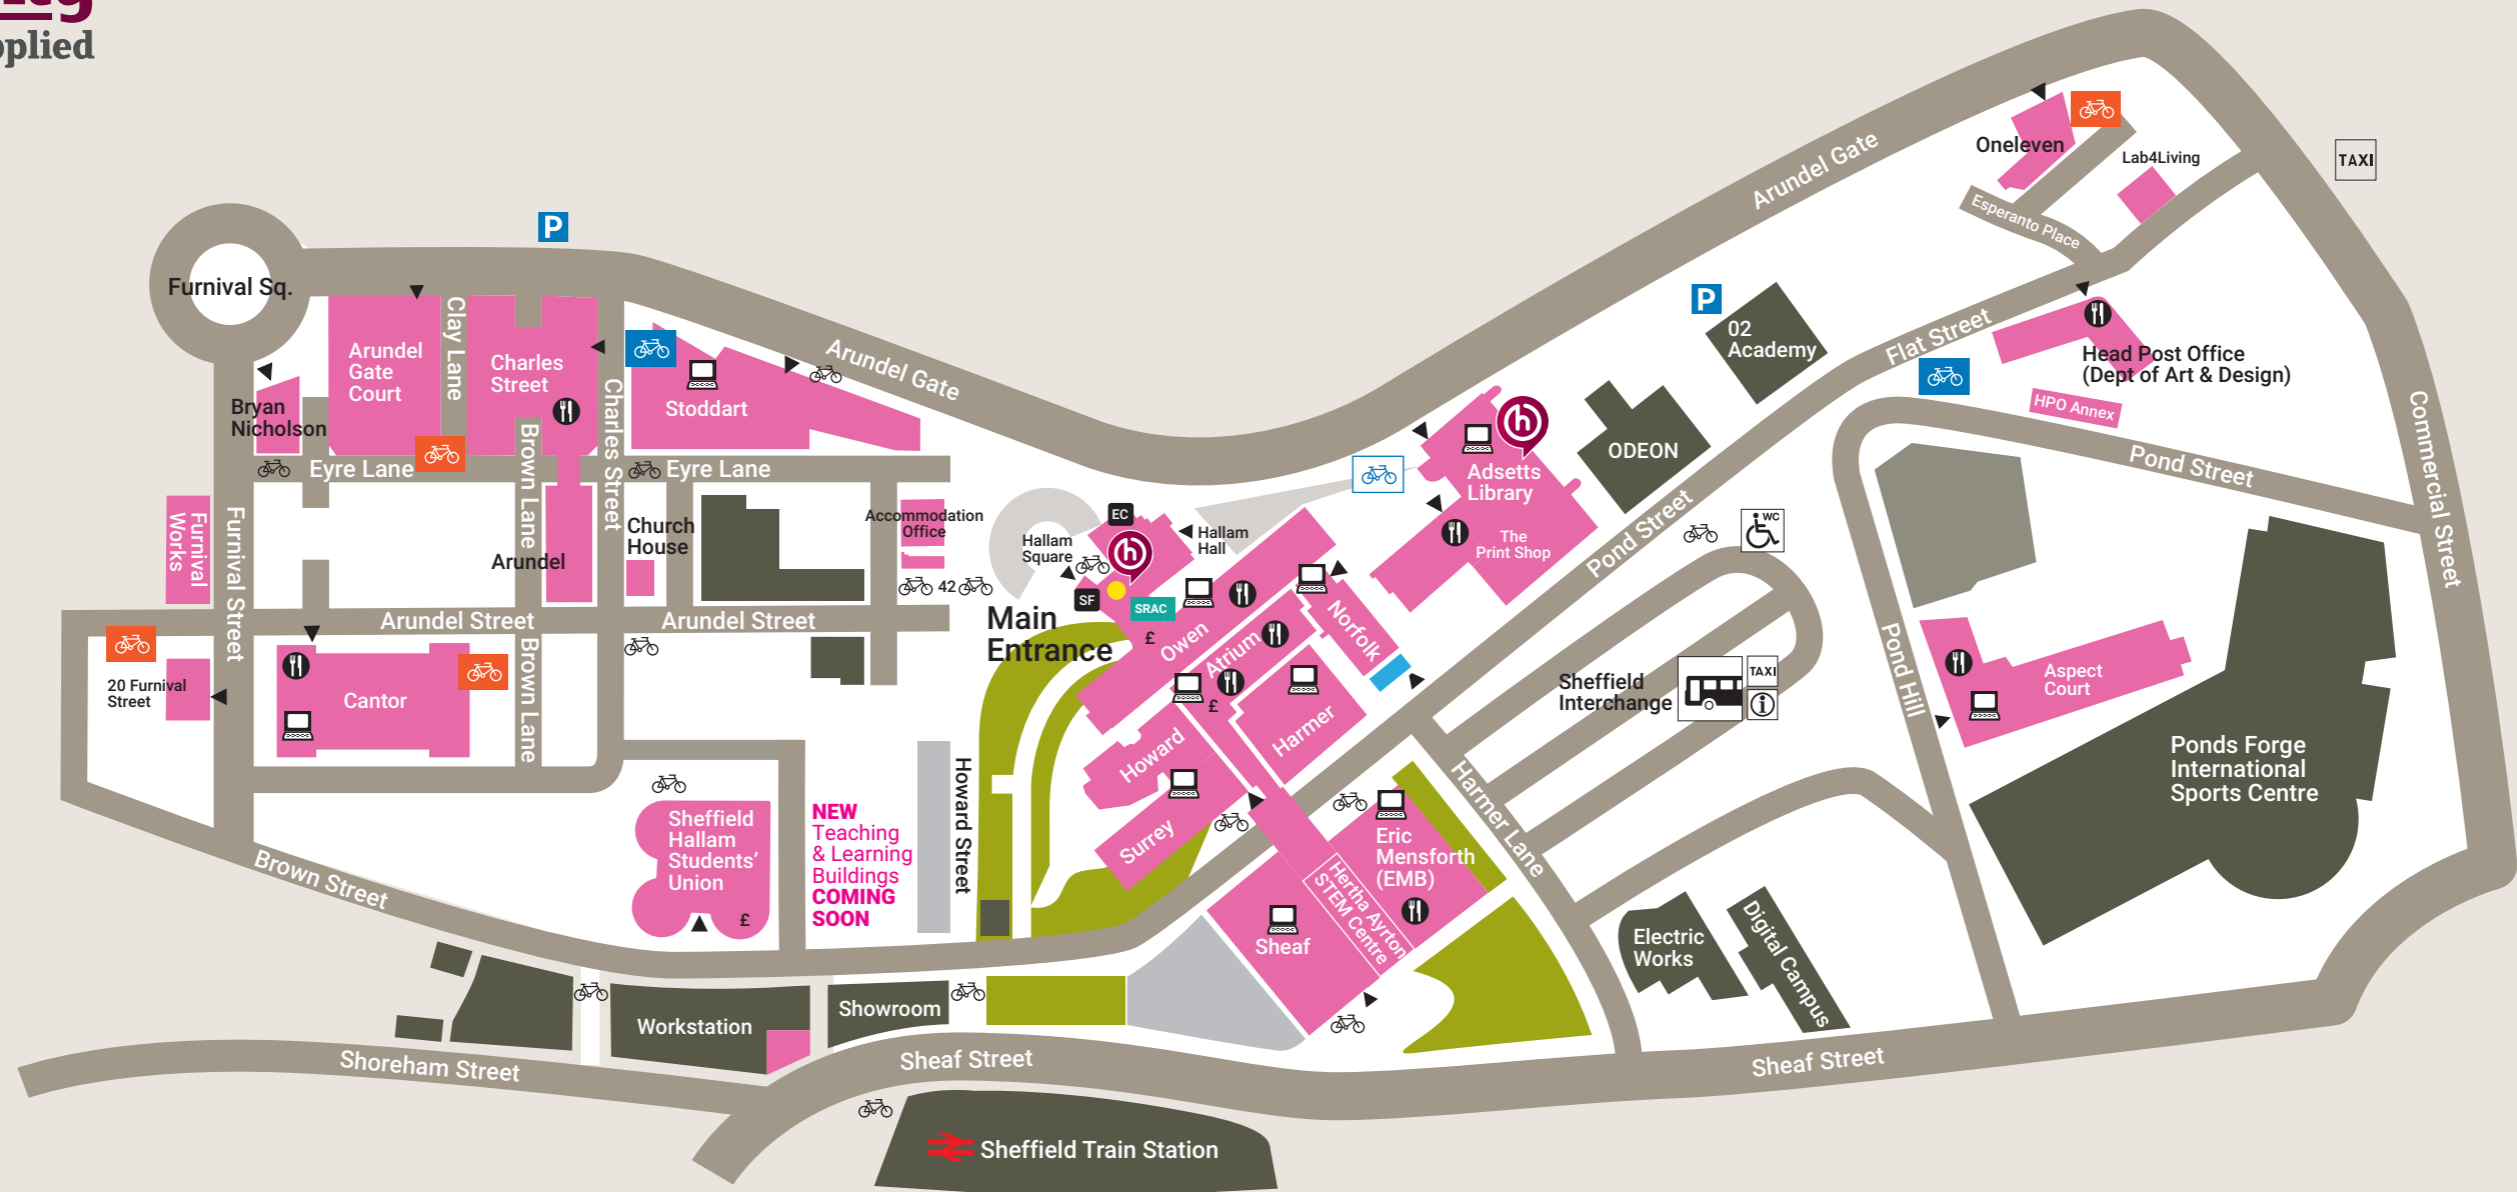 pplied
P
Furnival Sq.
Arundel
Gate
Court
Clay Lane
Charles
Street
Bryan
Nicholson
Stoddart
Charles Street
Arundel Gate
Eyre Lane
Brown Lane
Eyre Lane
Furnival
Works
Furnival Street
Arundel
Church
House
Accommodation
Office
42
Arundel Street
Arundel Street
20 Furnival
Street
Cantor
Brown Lane
Brown Street
Sheffield
Hallam
Students'
Union
£
NEW
Teaching
& Learning
Buildings
COMING
SOON
Howard Street
Workstation
Showroom
Shoreham Street
Sheaf Street
Sheffield Train Station
Main
Entrance
Hallam
Square
EC
h
Hallam
Hall
SF
SRAC
£
Owen
Atrium
£
Norfolk
Harmer
Howard
Surrey
Sheaf
Hertha Ayrton
STEM Centre
Eric
Mensforth
(EMB)
Harmer Lane
h
Adsetts
Library
The
Print Shop
ODEON
P
02
Academy
Arundel Gate
Pond Street
Flat Street
Oneleven
Lab4Living
Esperanto Place
TAXI
Head Post Office
(Dept of Art & Design)
HPO Annex
Pond Street
Commercial Street
WC
Sheffield
Interchange
TAXI
i
Pond Hill
Aspect
Court
Ponds Forge
International
Sports Centre
Electric
Works
Digital Campus
Sheaf Street